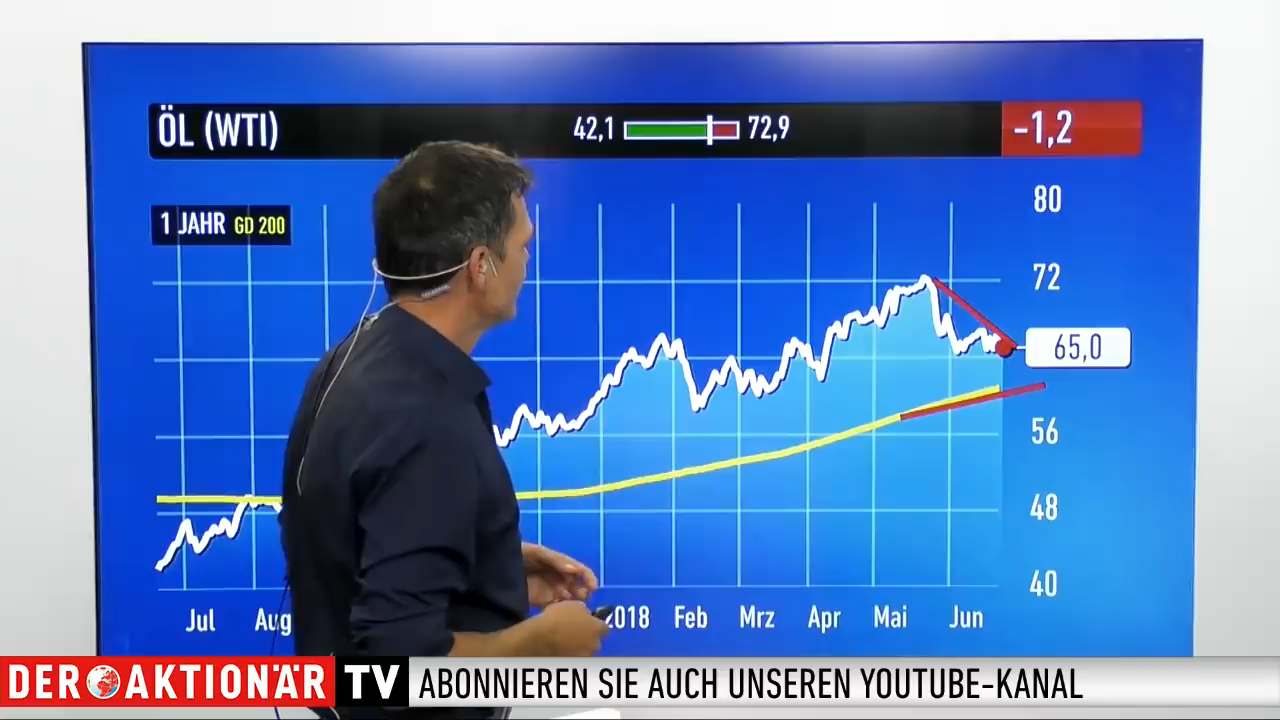 ÖL (WTI) 42,1 72,9 -1,2
1 JAHR GD 200
80
72
65,0
56
48
40
Jul Aug 2018 Feb Mrz Apr Mai Jun
DER AKTIONÄR TV ABONNIEREN SIE AUCH UNSEREN YOUTUBE-KANAL